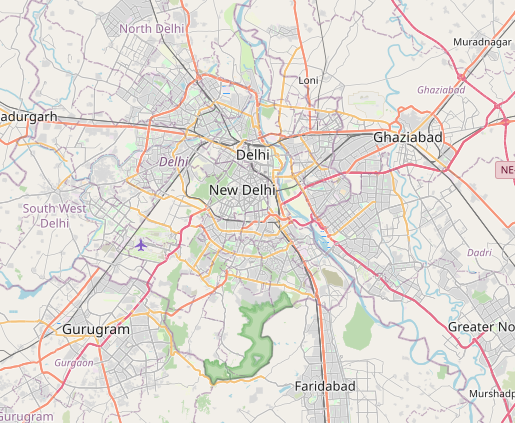 North Delhi
Muradnagar
Loni
Ghaziabad
adurgarh
Ghaziabad
Delhi
Delhi
NE
New Delhi
South West
Delhi
Dadri
Gurugram
Greater No
Gurgaon
Faridabad
Murshadp
Gurugram